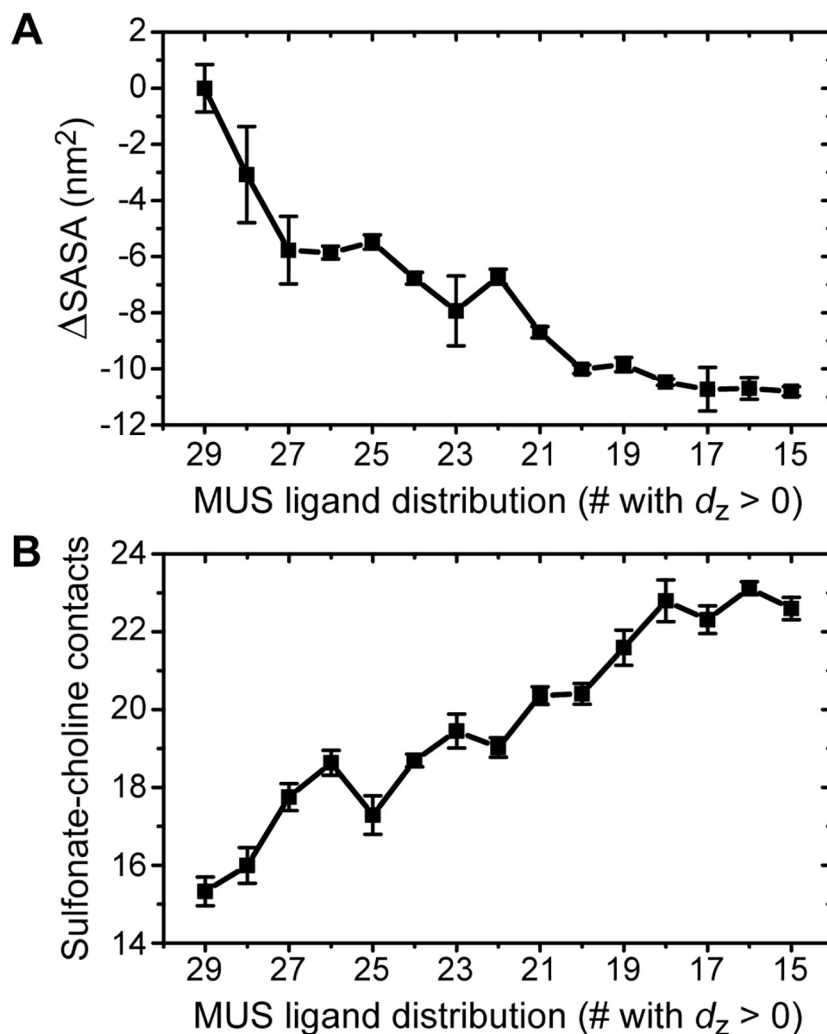 A
ΔSASA (nm²)
2
0
-2
-4
-6
-8
-10
-12
29 27 25 23 21 19 17 15
MUS ligand distribution (# with dz > 0)
B
Sulfonate-choline contacts
24
22
20
18
16
14
29 27 25 23 21 19 17 15
MUS ligand distribution (# with dz > 0)